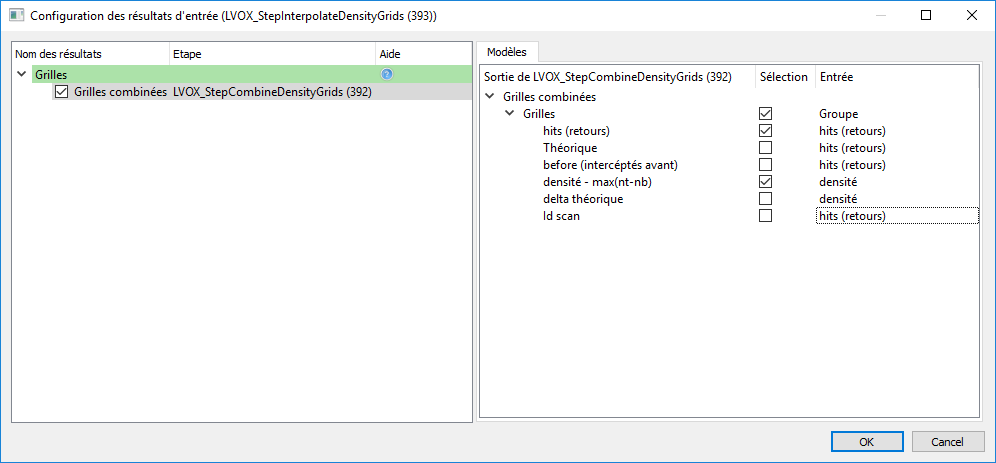 Configuration des résultats d'entrée (LVOX_StepInterpolateDensityGrids (393))
Nom des résultats Etape Aide
Grilles ?
Grilles combinées LVOX_StepCombineDensityGrids (392)
Modèles
Sortie de LVOX_StepCombineDensityGrids (392) Sélection Entrée
Grilles combinées
Grilles Groupe
hits (retours) hits (retours)
Théorique hits (retours)
before (intercéptés avant) hits (retours)
densité - max(nt-nb) densité
delta théorique densité
Id scan hits (retours)
OK Cancel